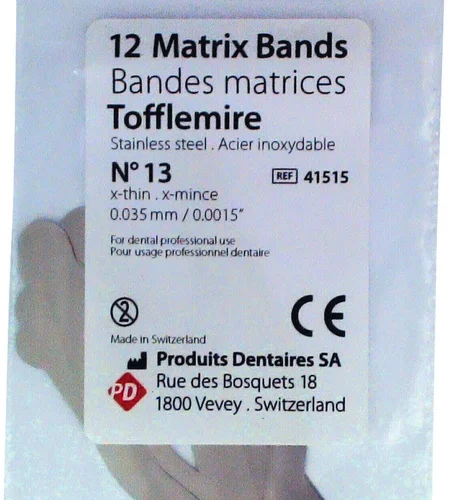 12 Matrix Bands
Bandes matrices
Tofflemire
Stainless steel . Acier inoxydable
N° 13
REF 41515
x-thin . x-mince
0.035 mm / 0.0015″
For dental professional use
Pour usage professionnel dentaire
2
CE
Made in Switzerland
Produits Dentaires SA
PD
Rue des Bosquets 18
1800 Vevey . Switzerland